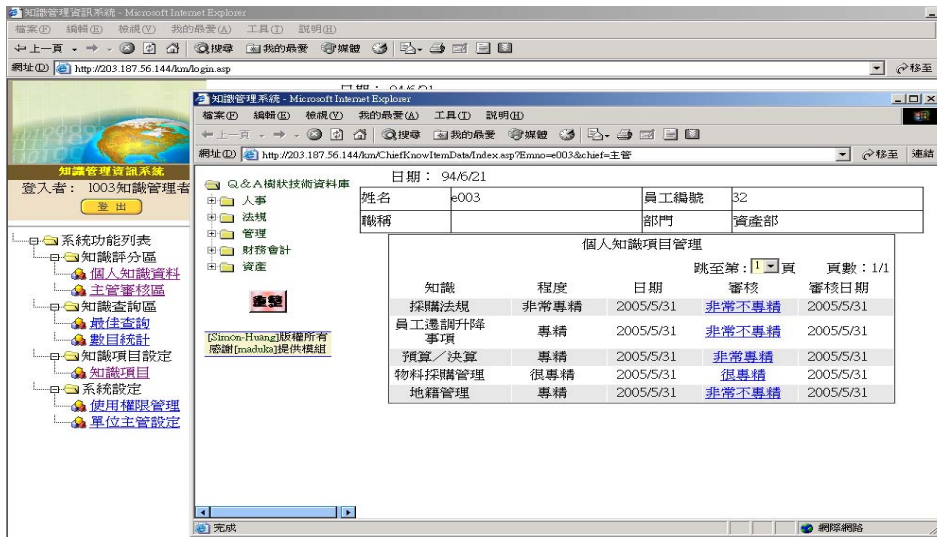 知識管理資訊系統 - Microsoft Internet Explorer
檔案(F) 編輯(E) 檢視(V) 我的最愛(A) 工具(T) 說明(H)
上一頁 搜尋 我的最愛 媒體
網址(D) http://203.187.56.144/km/login.asp 移至
知識管理資訊系統
登入者： 1003知識管理者
登 出
系統功能列表
知識評分區
個人知識資料
主管審核區
知識查詢區
最佳查詢
數目統計
知識項目設定
知識項目
系統設定
使用權限管理
單位主管設定
知識管理系統 - Microsoft Internet Explorer
檔案(F) 編輯(E) 檢視(V) 我的最愛(A) 工具(T) 說明(H)
上一頁 搜尋 我的最愛 媒體
網址(D) http://203.187.56.144/km/ChiefKnowItemData/Index.asp?Emno=e003&chief=主管 移至 連結
Q&A樹狀技術資料庫
人事
法規
管理
財務會計
資產
重整
[Simon-Huang]版權所有
感謝[maduka]提供模組
日期： 94/6/21
姓名 e003 員工編號 32
職稱 部門 資產部
個人知識項目管理
跳至第：1頁 頁數：1/1
知識 程度 日期 審核 審核日期
採購法規 非常專精 2005/5/31 非常不專精 2005/5/31
員工遷調升降事項 專精 2005/5/31 非常不專精 2005/5/31
預算／決算 專精 2005/5/31 非常專精 2005/5/31
物料採購管理 很專精 2005/5/31 很專精 2005/5/31
地籍管理 專精 2005/5/31 非常不專精 2005/5/31
完成 網際網路